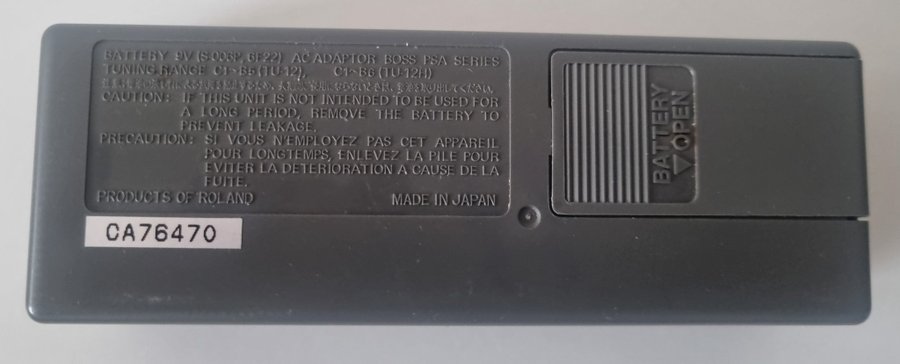 BATTERY 9V (S-006P, 6F22) AC ADAPTOR BOSS PSA SERIES
TUNING RANGE C1~B6 (TU-12), C1~B6 (TU-12H)
CAUTION: IF THIS UNIT IS NOT INTENDED TO BE USED FOR
A LONG PERIOD, REMOVE THE BATTERY TO
PREVENT LEAKAGE.
PRECAUTION: SI VOUS N'EMPLOYEZ PAS CET APPAREIL
POUR LONGTEMPS, ENLEVEZ LA PILE POUR
EVITER LA DETERIORATION A CAUSE DE LA
FUITE.
PRODUCTS OF ROLAND MADE IN JAPAN
CA76470
BATTERY
▽OPEN